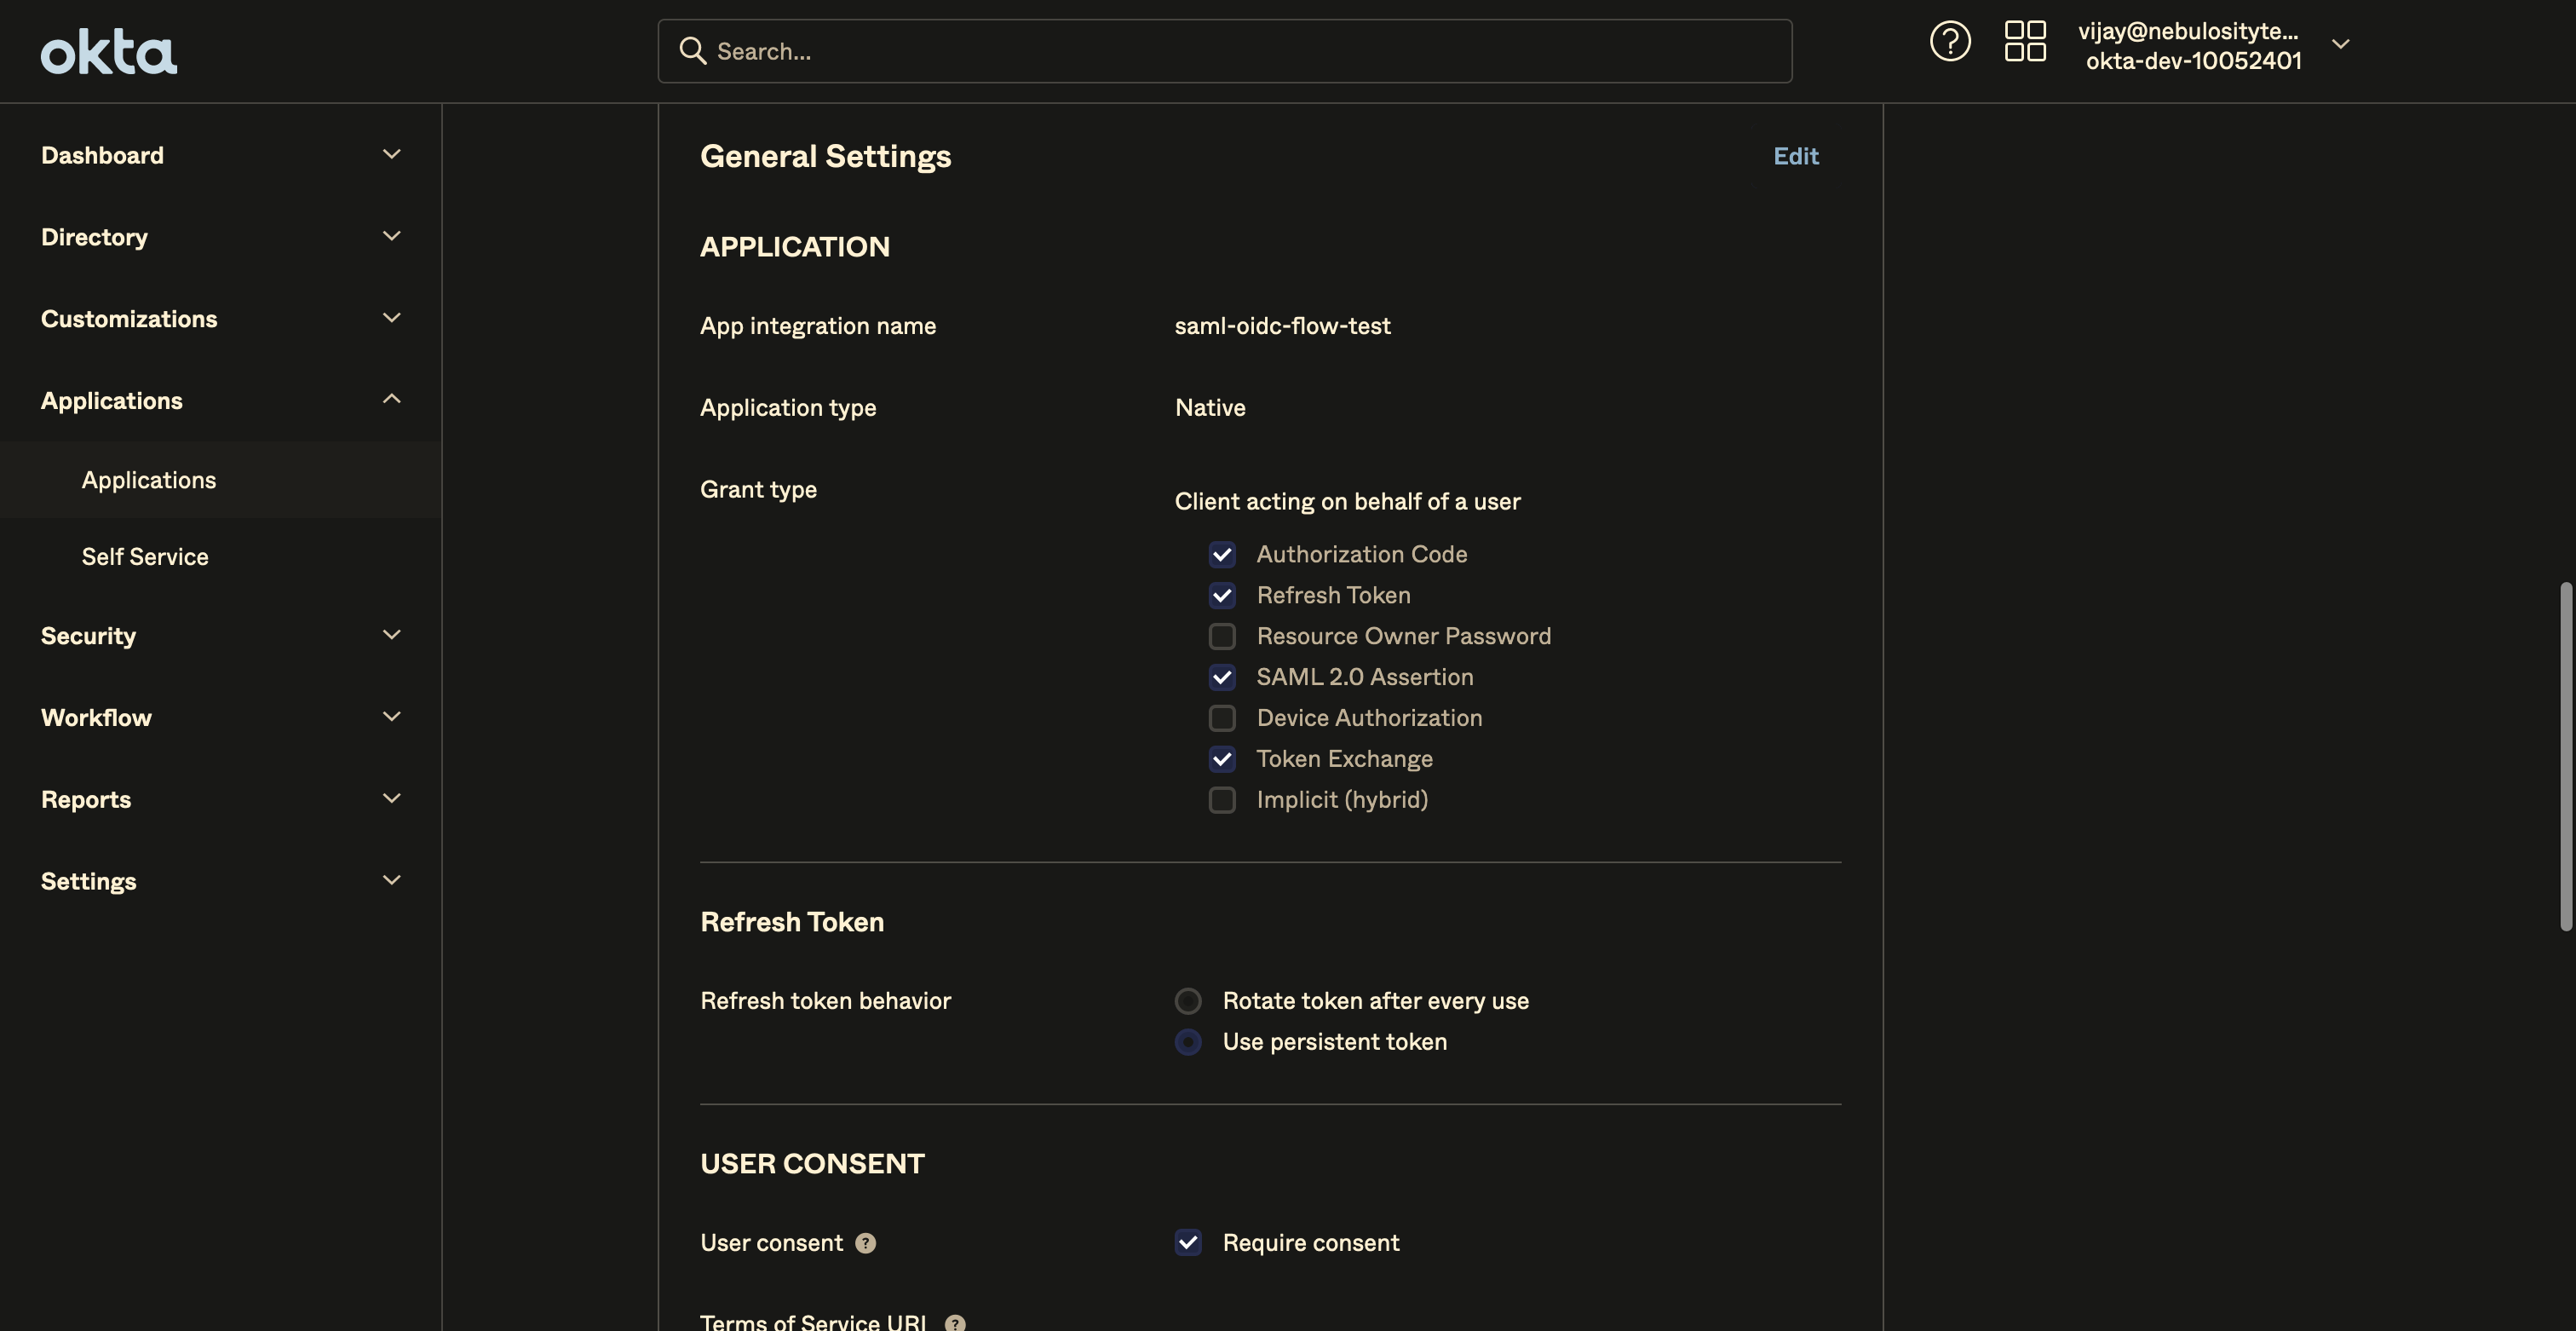 okta
Search...
vijay@nebulosityte...
okta-dev-10052401
Dashboard
Directory
Customizations
Applications
Applications
Self Service
Security
Workflow
Reports
Settings
General Settings
Edit
APPLICATION
App integration name
saml-oidc-flow-test
Application type
Native
Grant type
Client acting on behalf of a user
Authorization Code
Refresh Token
Resource Owner Password
SAML 2.0 Assertion
Device Authorization
Token Exchange
Implicit (hybrid)
Refresh Token
Refresh token behavior
Rotate token after every use
Use persistent token
USER CONSENT
User consent ?
Require consent
Terms of Service URI ?